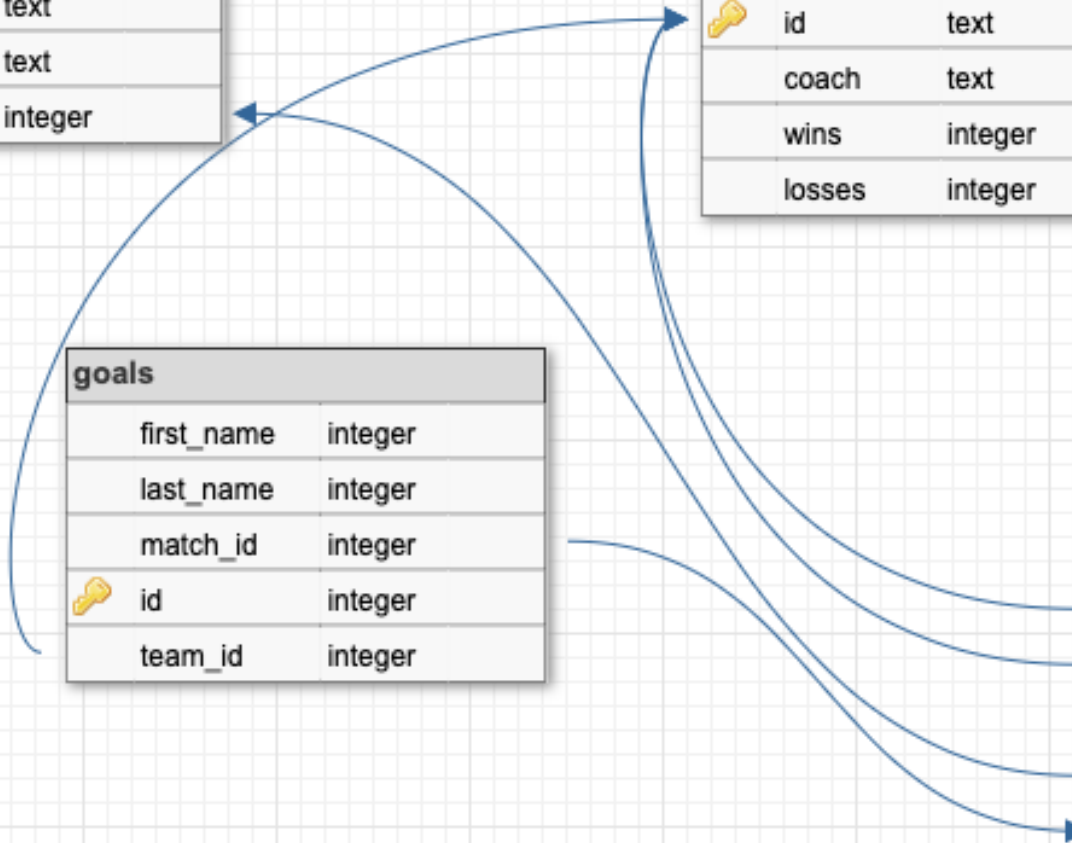 text
text
integer
id text
coach text
wins integer
losses integer
goals
first_name integer
last_name integer
match_id integer
id integer
team_id integer